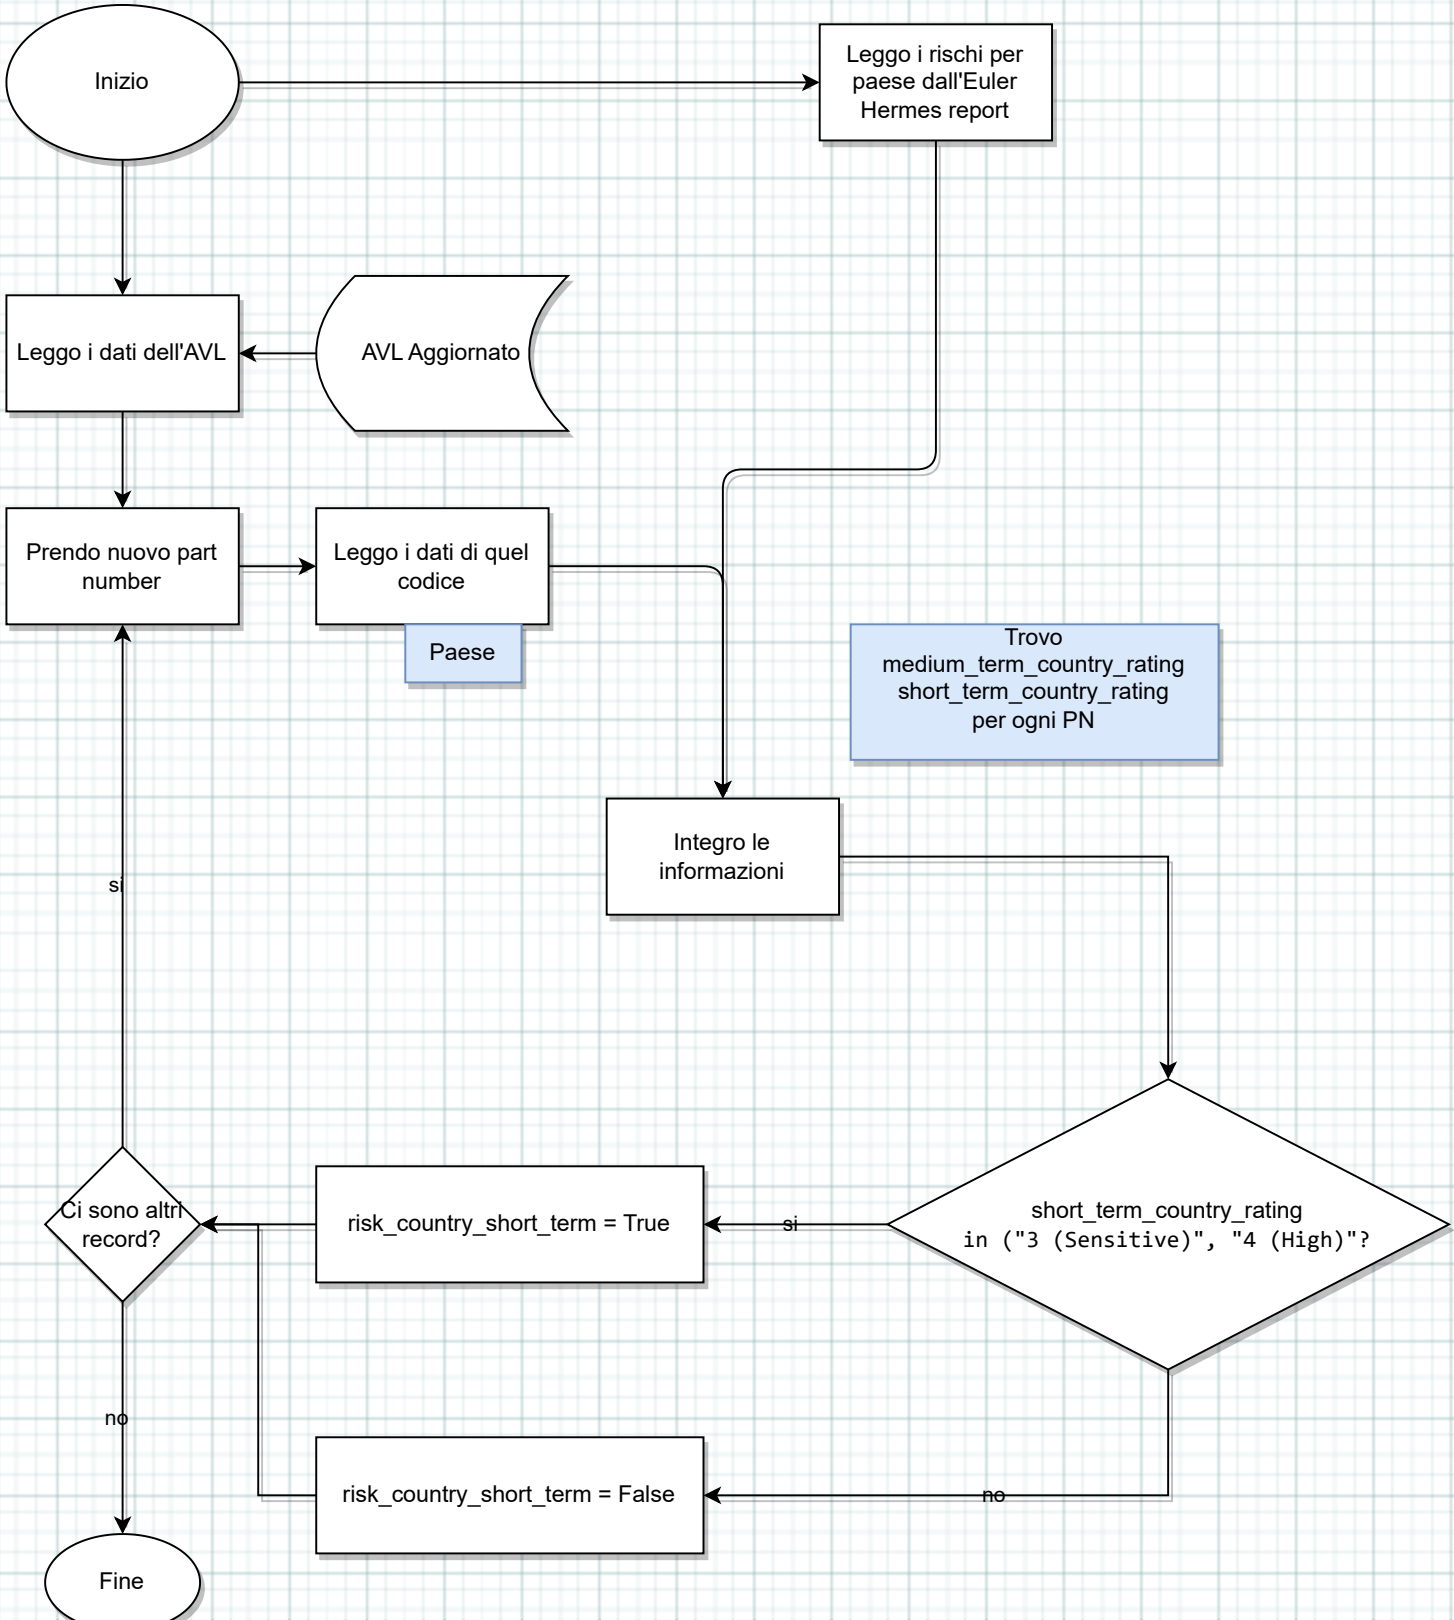 Inizio
Leggo i rischi per
paese dall'Euler
Hermes report
Leggo i dati dell'AVL
AVL Aggiornato
Prendo nuovo part
number
Leggo i dati di quel
codice
Paese
Trovo
medium_term_country_rating
short_term_country_rating
per ogni PN
Integro le
informazioni
si
Ci sono altri
record?
risk_country_short_term = True
si
short_term_country_rating
in ("3 (Sensitive)", "4 (High)"?
no
risk_country_short_term = False
no
Fine